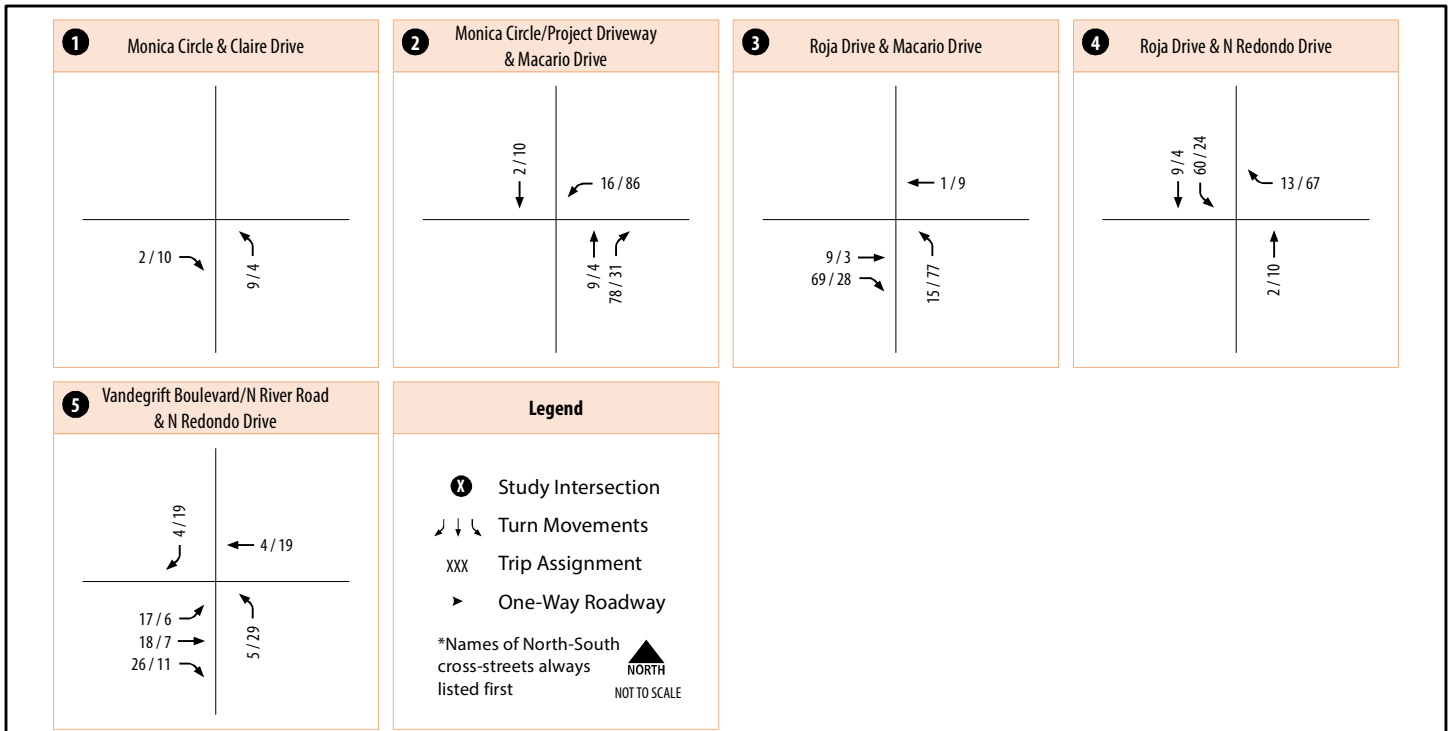 1
Monica Circle & Claire Drive
2 / 10
9 / 4
2
Monica Circle/Project Driveway
& Macario Drive
2 / 10
16 / 86
9 / 4
78 / 31
3
Roja Drive & Macario Drive
1 / 9
9 / 3
69 / 28
15 / 77
4
Roja Drive & N Redondo Drive
9 / 4
60 / 24
13 / 67
2 / 10
5
Vandegrift Boulevard/N River Road
& N Redondo Drive
4 / 19
4 / 19
17 / 6
18 / 7
26 / 11
5 / 29
Legend
X Study Intersection
Turn Movements
XXX Trip Assignment
One-Way Roadway
*Names of North-South
cross-streets always
listed first
NORTH
NOT TO SCALE